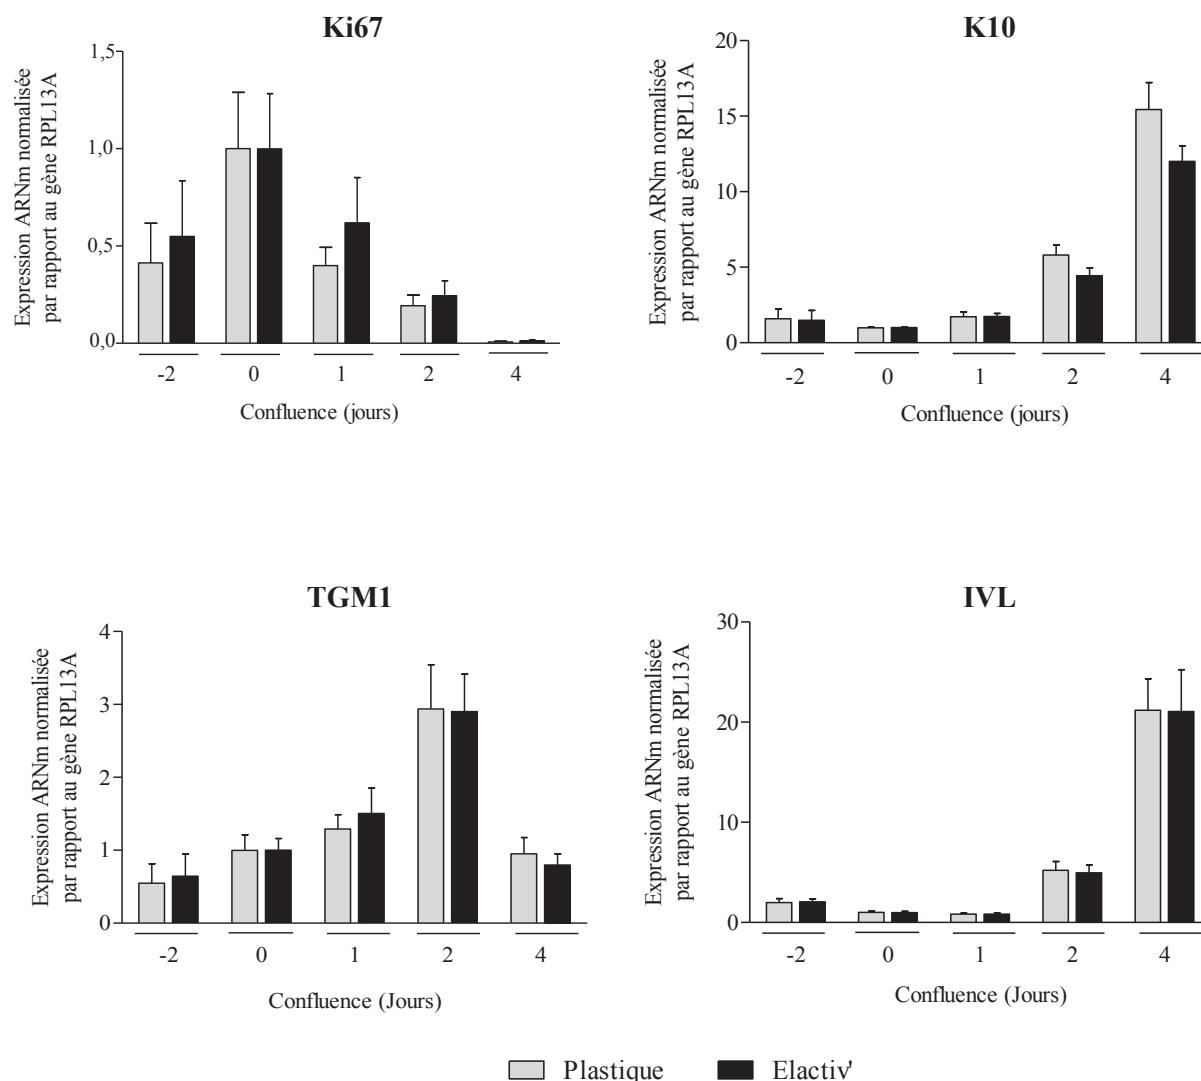 Ki67
Expression ARNm normalisée
par rapport au gène RPL13A
1,5
1,0
0,5
0,0
-2 0 1 2 4
Confluence (jours)
K10
Expression ARNm normalisée
par rapport au gène RPL13A
20
15
10
5
0
-2 0 1 2 4
Confluence (jours)
TGM1
Expression ARNm normalisée
par rapport au gène RPL13A
4
3
2
1
0
-2 0 1 2 4
Confluence (Jours)
IVL
Expression ARNm normalisée
par rapport au gène RPL13A
30
20
10
0
-2 0 1 2 4
Confluence (Jours)
Plastique Elactiv'